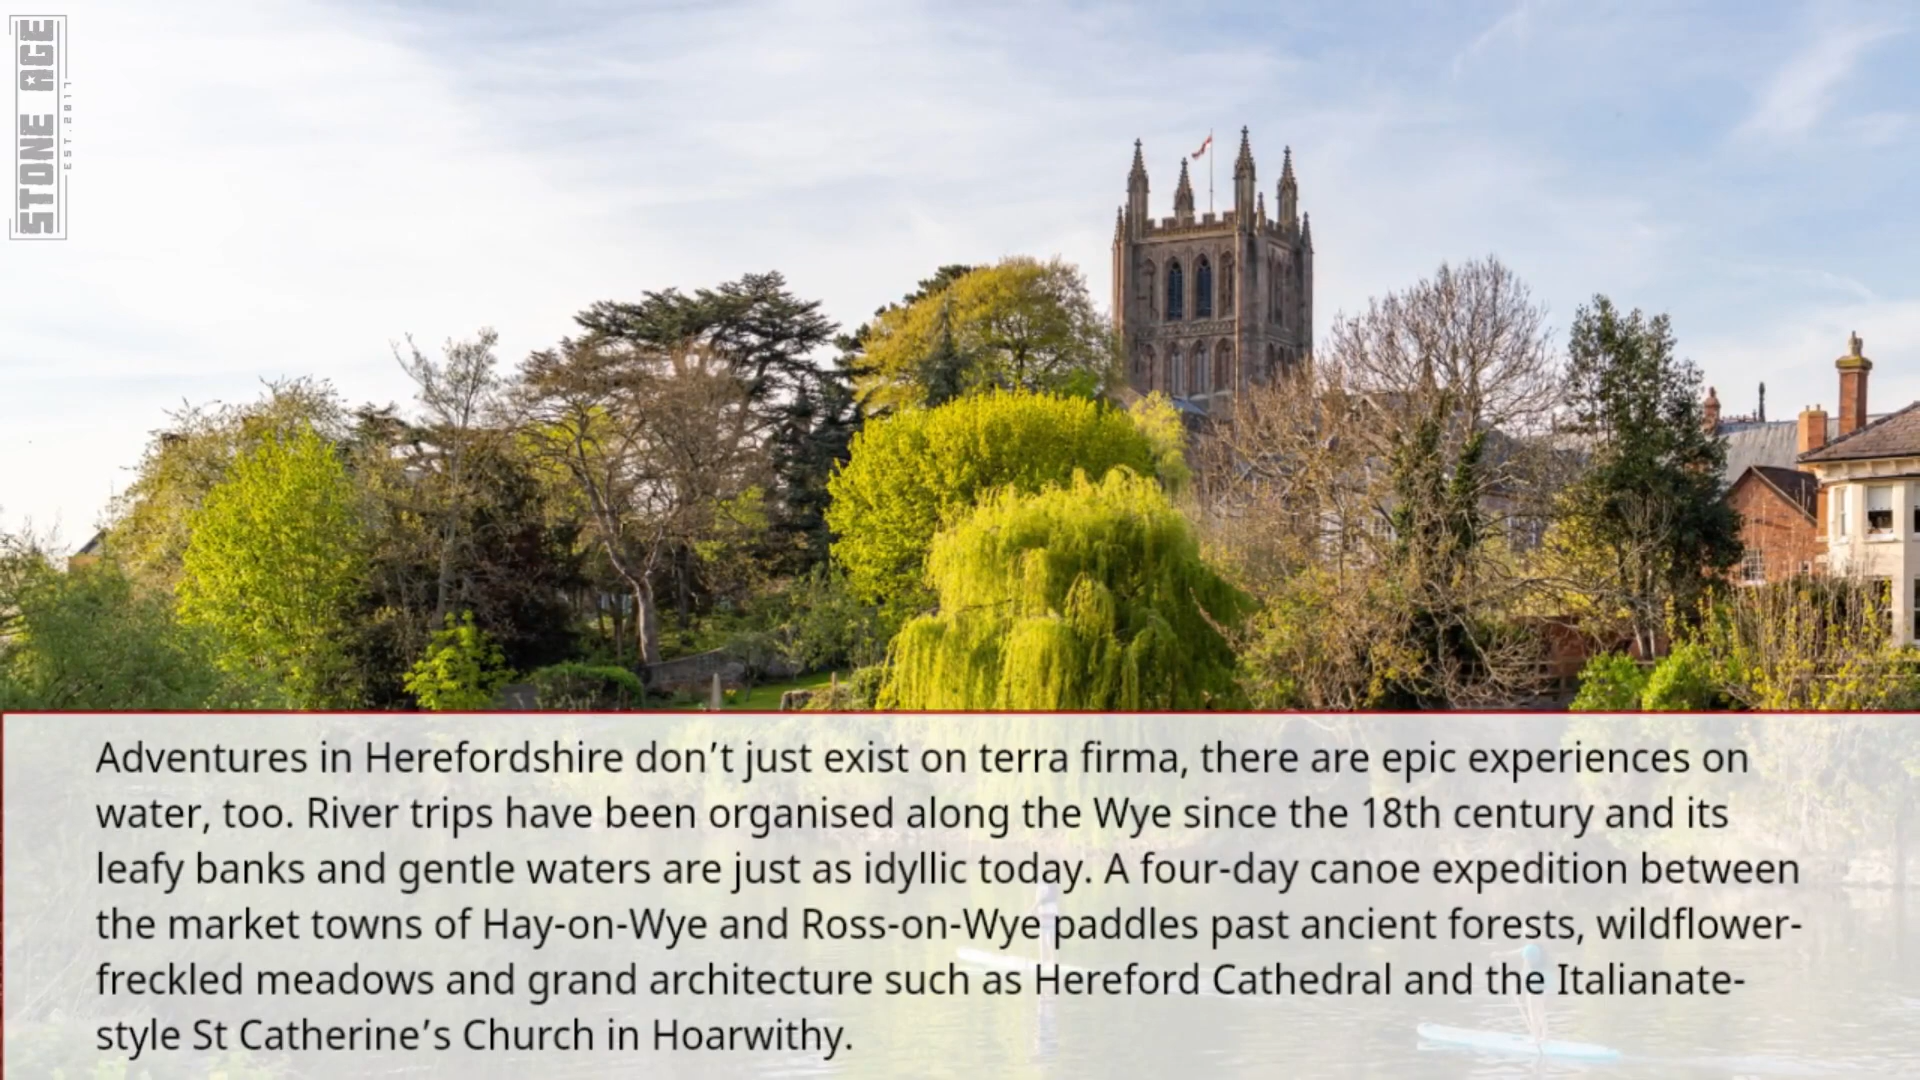 STONE AGE
EST.2017
Adventures in Herefordshire don’t just exist on terra firma, there are epic experiences on
water, too. River trips have been organised along the Wye since the 18th century and its
leafy banks and gentle waters are just as idyllic today. A four-day canoe expedition between
the market towns of Hay-on-Wye and Ross-on-Wye paddles past ancient forests, wildflower-
freckled meadows and grand architecture such as Hereford Cathedral and the Italianate-
style St Catherine’s Church in Hoarwithy.